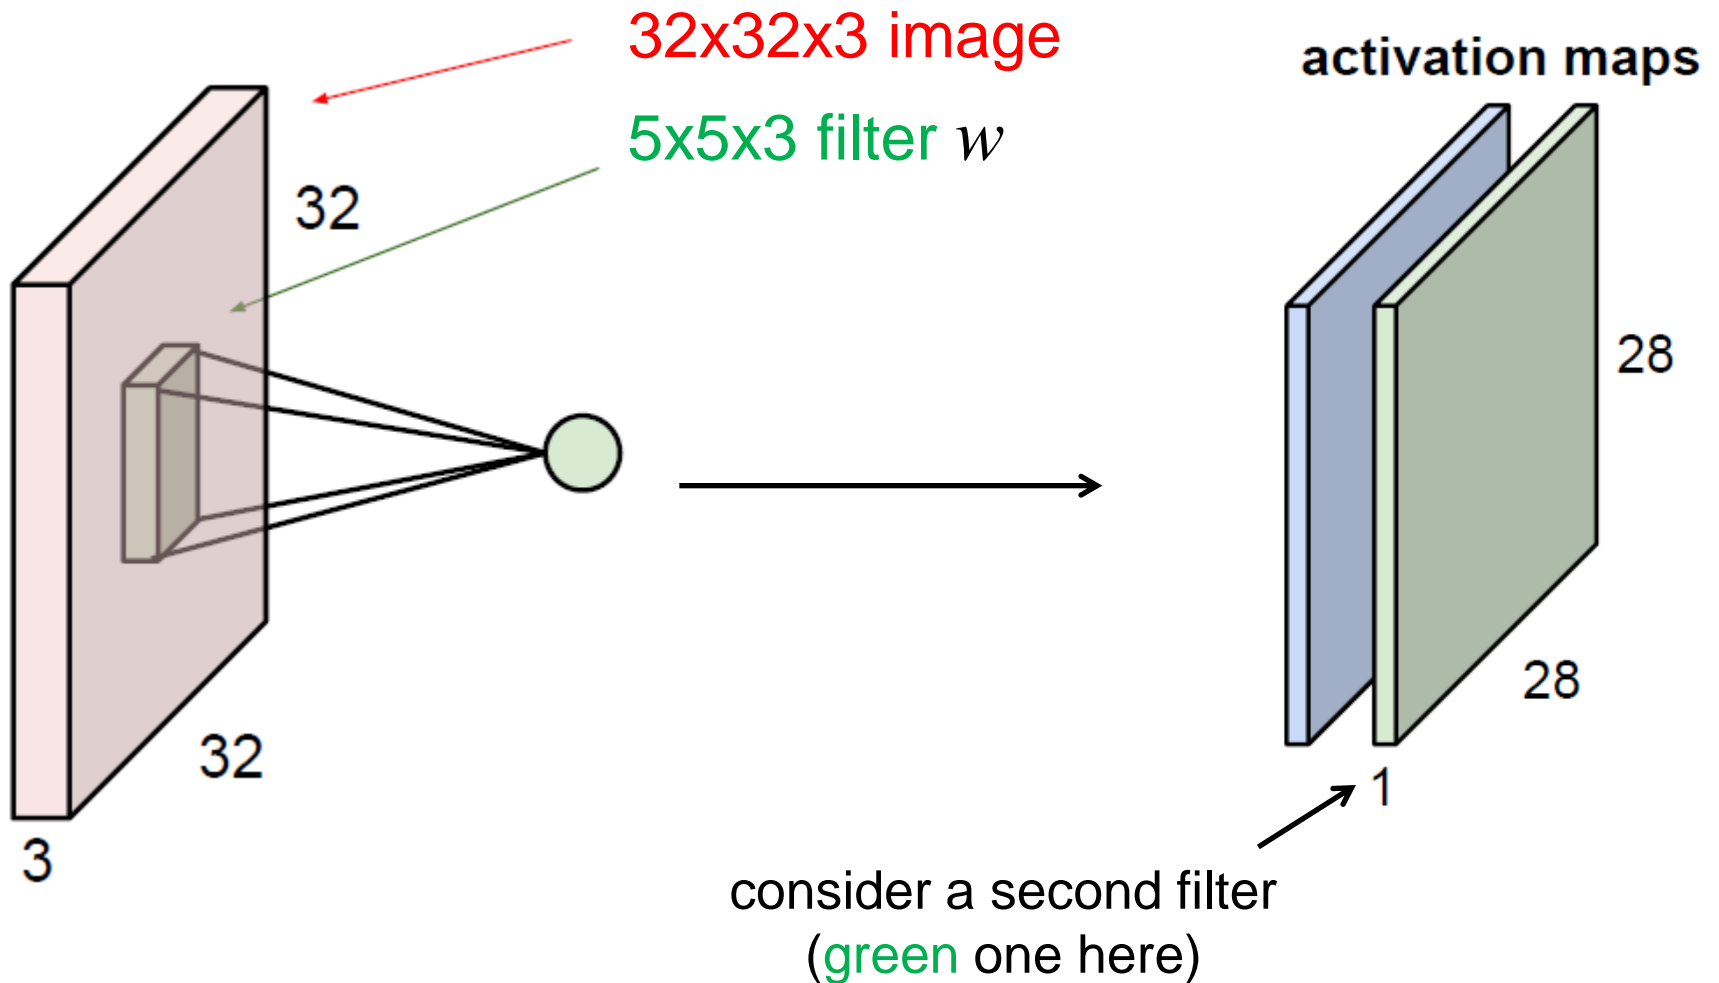 32x32x3 image
5x5x3 filter w
32
32
3
activation maps
28
28
1
consider a second filter
(green one here)